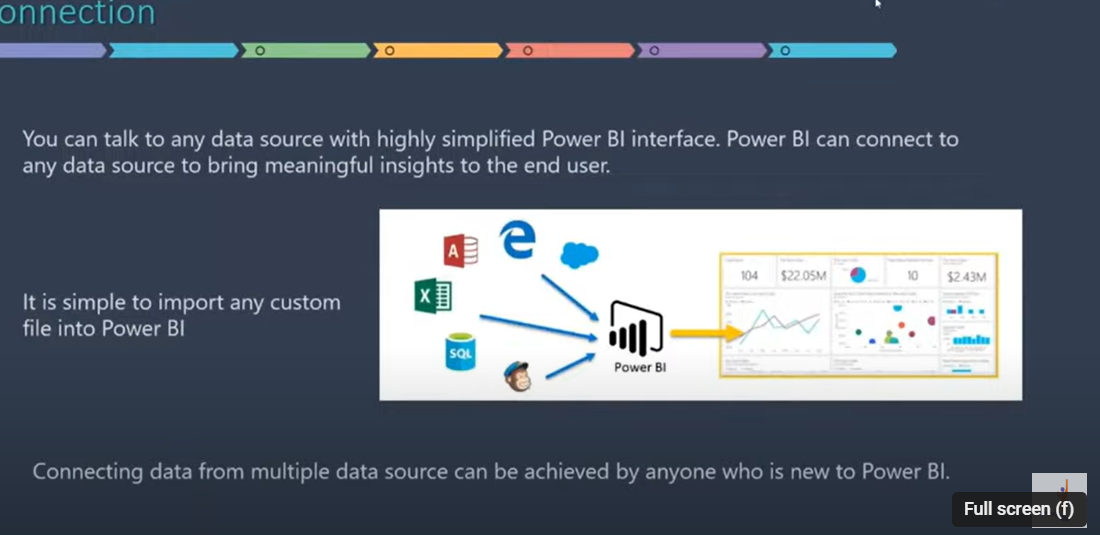 onnection
You can talk to any data source with highly simplified Power BI interface. Power BI can connect to
any data source to bring meaningful insights to the end user.
A
e
X
SQL
Power BI
104
$22.05M
10
$2.43M
It is simple to import any custom
file into Power BI
Connecting data from multiple data source can be achieved by anyone who is new to Power BI.
Full screen (f)